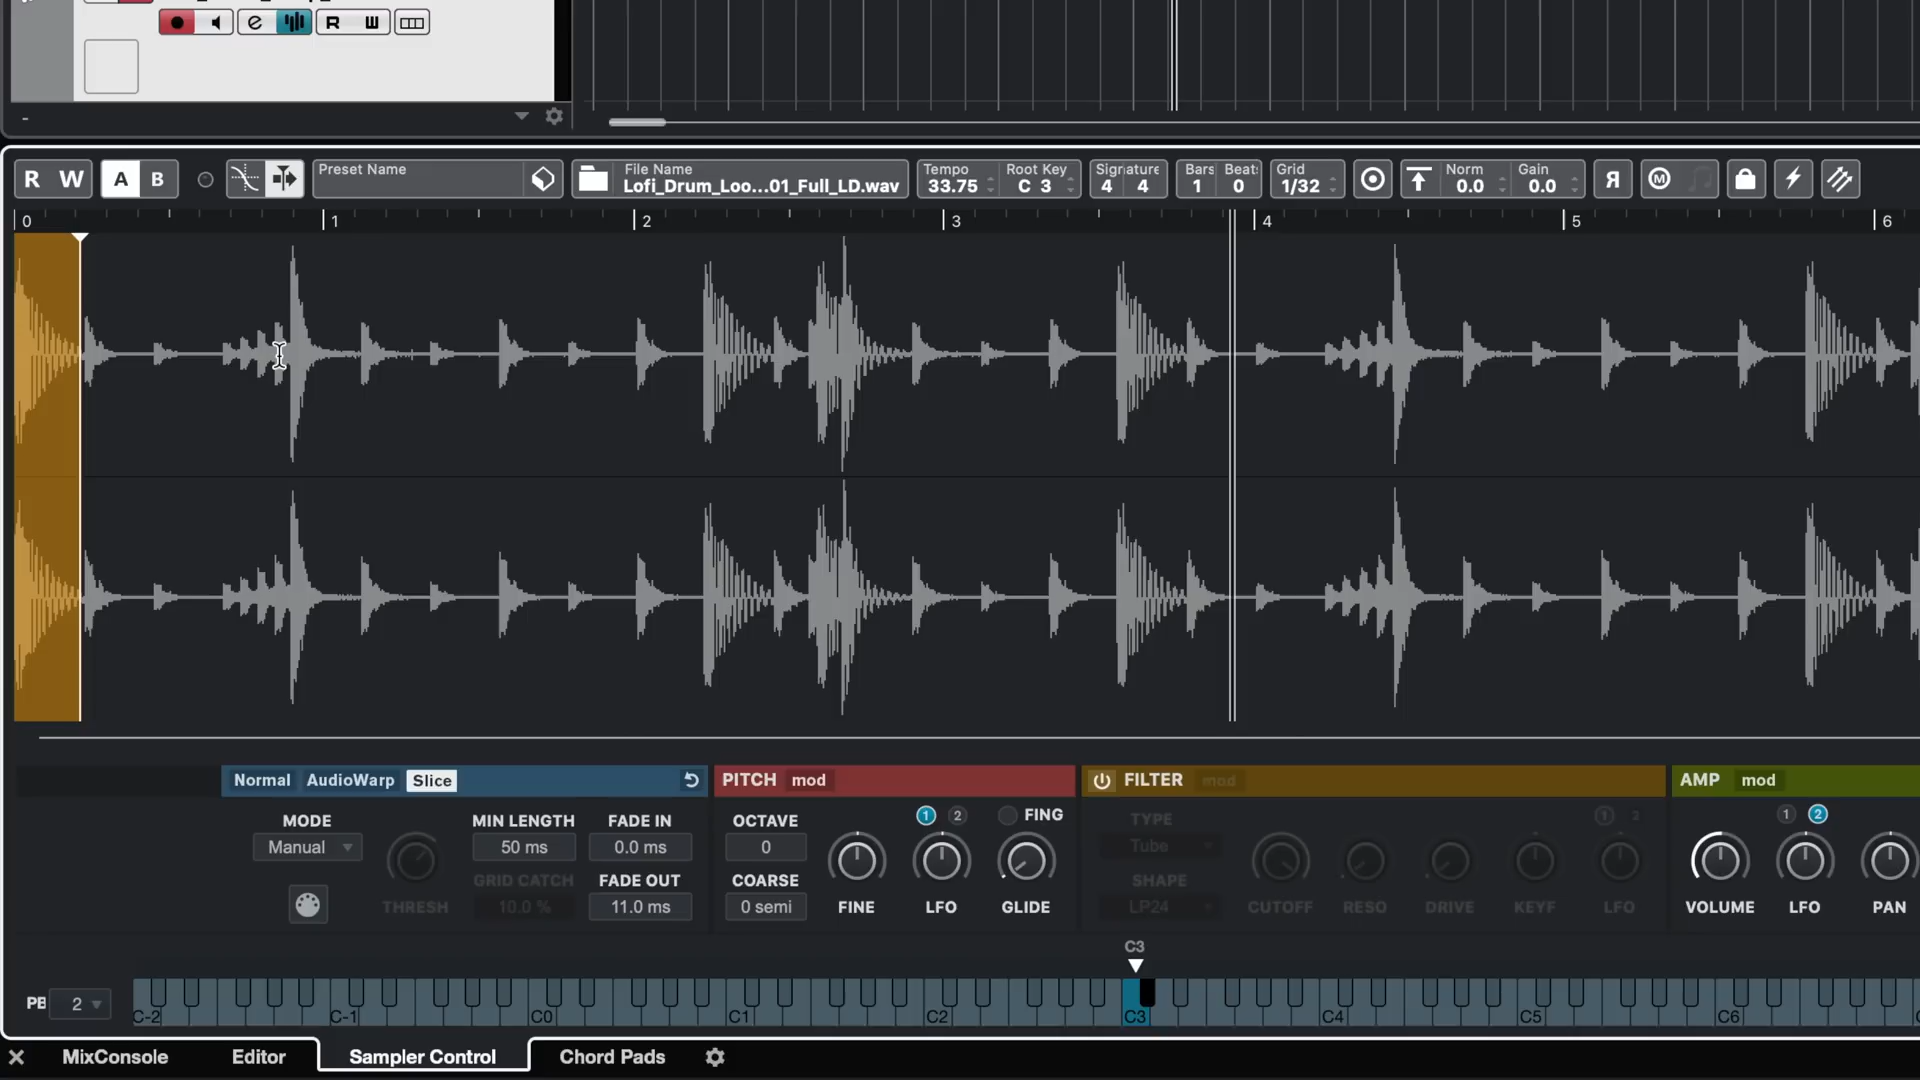 R W
-
R W A B Preset Name File Name Tempo Root Key Signature Bars Beats Grid Norm Gain R M
Lofi_Drum_Loo...01_Full_LD.wav 33.75 C 3 4 4 1 0 1/32 0.0 0.0
0 1 2 3 4 5 6
Normal AudioWarp Slice PITCH mod FILTER mod AMP mod
MODE MIN LENGTH FADE IN OCTAVE 1 2 FING TYPE 1 2 1 2
Manual 50 ms 0.0 ms 0 Tube
GRID CATCH FADE OUT COARSE SHAPE
THRESH 10.0 % 11.0 ms 0 semi FINE LFO GLIDE LP24 CUTOFF RESO DRIVE KEYF LFO VOLUME LFO PAN
C3
PB 2 C-2 C-1 C0 C1 C2 C3 C4 C5 C6
MixConsole Editor Sampler Control Chord Pads